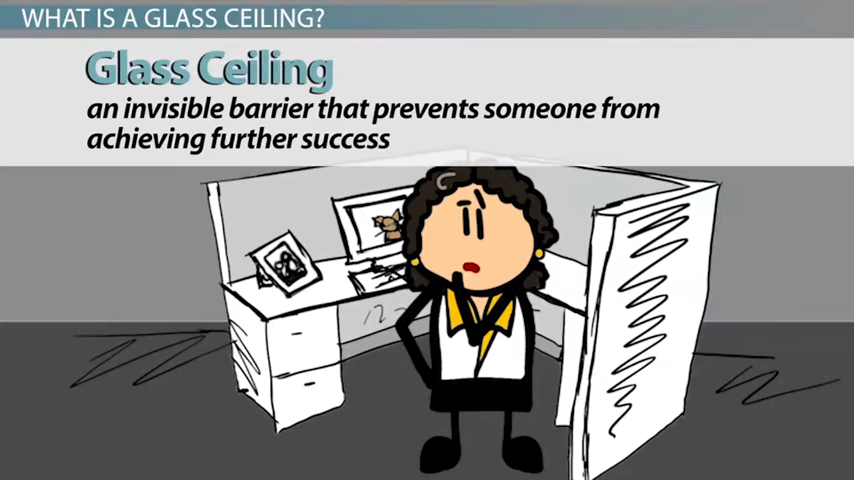 WHAT IS A GLASS CEILING?
Glass Ceiling
an invisible barrier that prevents someone from
achieving further success